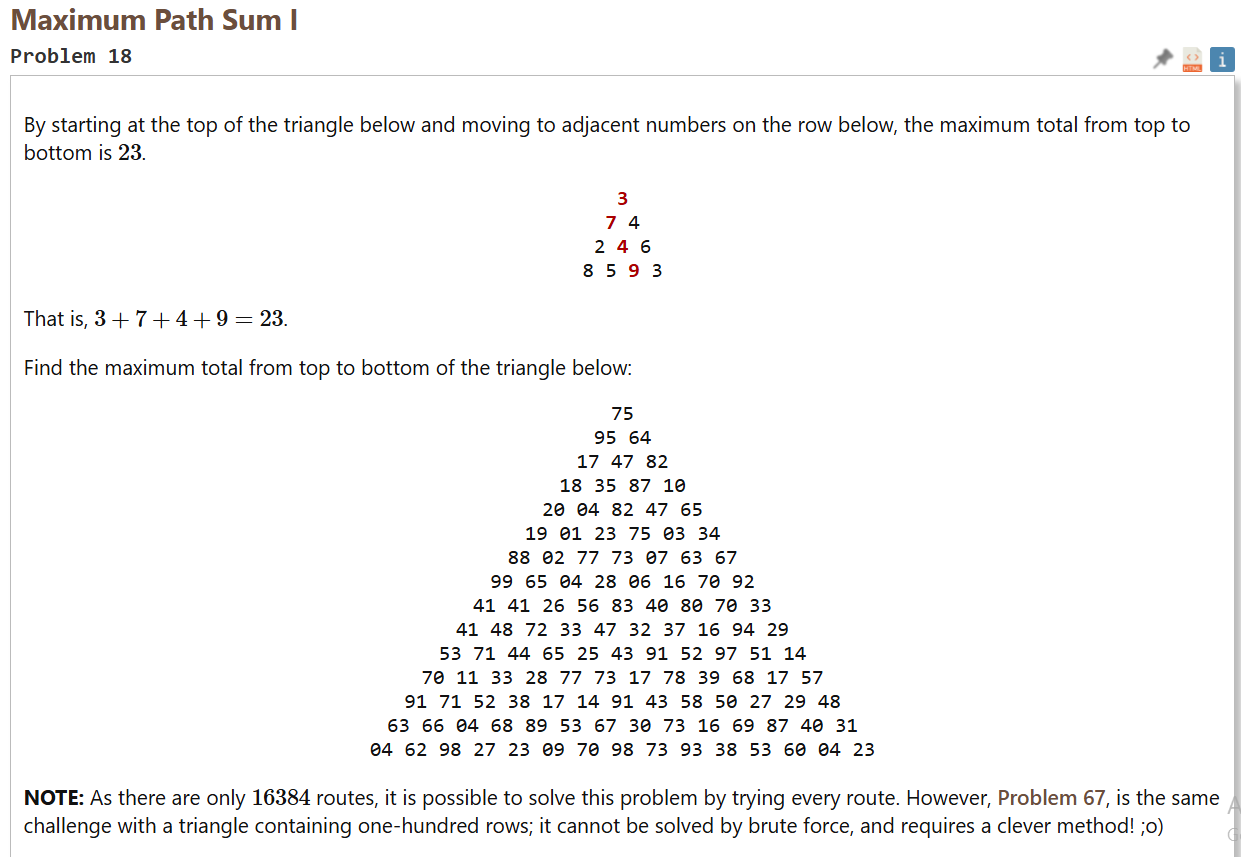 Maximum Path Sum I
Problem 18
HTML
i
By starting at the top of the triangle below and moving to adjacent numbers on the row below, the maximum total from top to
bottom is 23.
3
7 4
2 4 6
8 5 9 3
That is, 3 + 7 + 4 + 9 = 23.
Find the maximum total from top to bottom of the triangle below:
75
95 64
17 47 82
18 35 87 10
20 04 82 47 65
19 01 23 75 03 34
88 02 77 73 07 63 67
99 65 04 28 06 16 70 92
41 41 26 56 83 40 80 70 33
41 48 72 33 47 32 37 16 94 29
53 71 44 65 25 43 91 52 97 51 14
70 11 33 28 77 73 17 78 39 68 17 57
91 71 52 38 17 14 91 43 58 50 27 29 48
63 66 04 68 89 53 67 30 73 16 69 87 40 31
04 62 98 27 23 09 70 98 73 93 38 53 60 04 23
NOTE: As there are only 16384 routes, it is possible to solve this problem by trying every route. However, Problem 67, is the same
challenge with a triangle containing one-hundred rows; it cannot be solved by brute force, and requires a clever method! ;o)